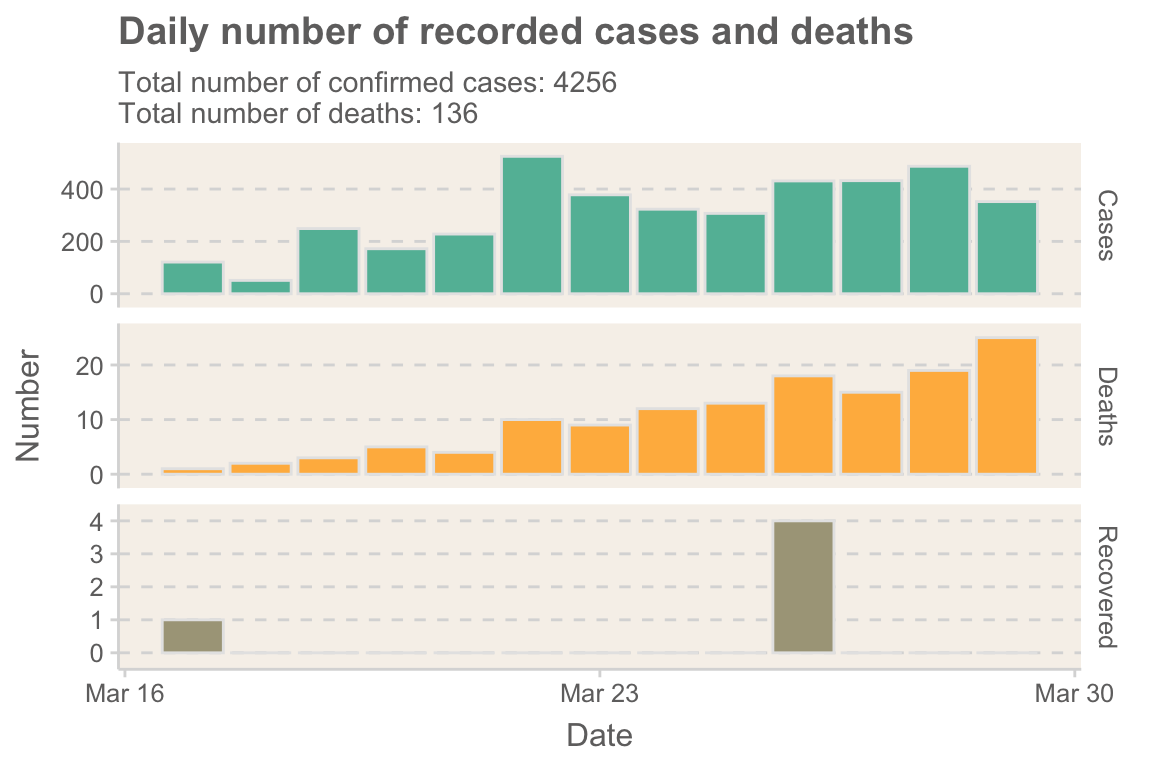 Daily number of recorded cases and deaths
Total number of confirmed cases: 4256
Total number of deaths: 136
400
200
0
Cases
Number
20
10
0
Deaths
4
3
2
1
0
Recovered
Mar 16
Mar 23
Mar 30
Date